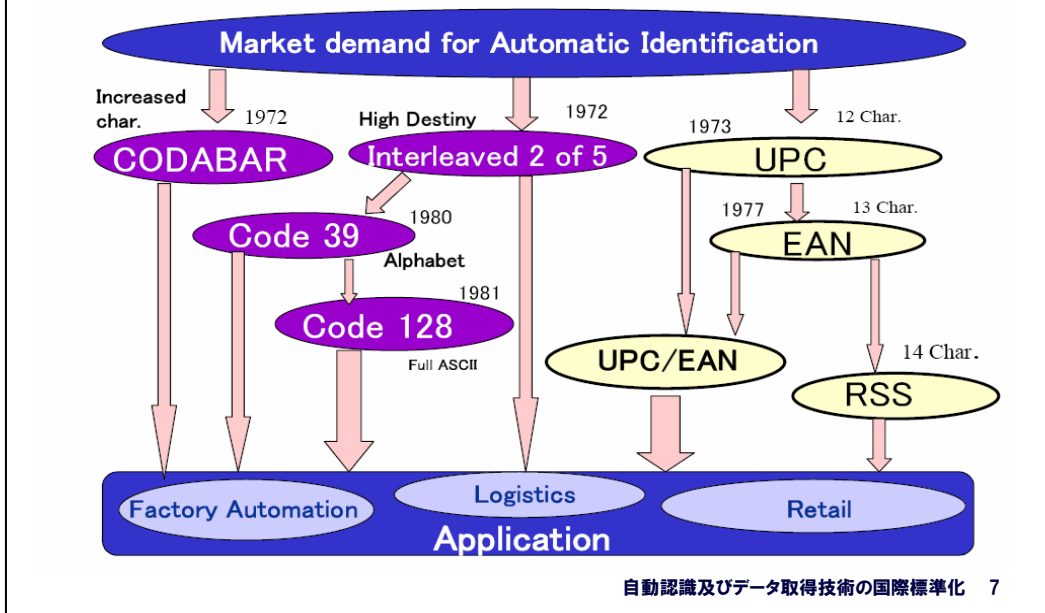 Market demand for Automatic Identification
Increased
char.
1972
CODABAR
High Destiny
1972
Interleaved 2 of 5
1973
12 Char.
UPC
1980
Code 39
Alphabet
1977
13 Char.
EAN
1981
Code 128
Full ASCII
UPC/EAN
14 Char.
RSS
Factory Automation
Logistics
Retail
Application
自動認識及びデータ取得技術の国際標準化 7